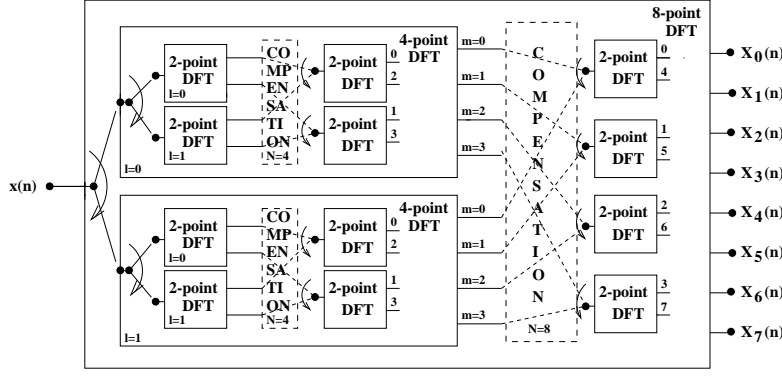 8-point
DFT
4-point
DFT
2-point
DFT
l=0
2-point
DFT
l=1
CO
MP
EN
SA
TI
ON
N=4
2-point
DFT
0
2
2-point
DFT
1
3
l=0
m=0
m=1
m=2
m=3
4-point
DFT
2-point
DFT
l=0
2-point
DFT
l=1
CO
MP
EN
SA
TI
ON
N=4
2-point
DFT
0
2
2-point
DFT
1
3
l=1
m=0
m=1
m=2
m=3
x(n)
C
O
M
P
E
N
S
A
T
I
O
N
N=8
2-point
DFT
0
4
2-point
DFT
1
5
2-point
DFT
2
6
2-point
DFT
3
7
X0(n)
X1(n)
X2(n)
X3(n)
X4(n)
X5(n)
X6(n)
X7(n)